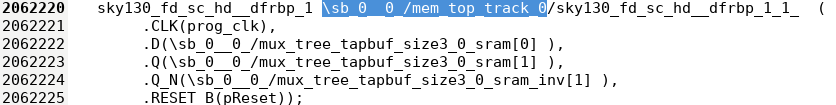 2062220 sky130_fd_sc_hd__dfrbp_1 \sb_0__0_/mem_top_track_0/sky130_fd_sc_hd__dfrbp_1_1_ (
2062221 .CLK(prog_clk),
2062222 .D(\sb_0__0_/mux_tree_tapbuf_size3_0_sram[0] ),
2062223 .Q(\sb_0__0_/mux_tree_tapbuf_size3_0_sram[1] ),
2062224 .Q_N(\sb_0__0_/mux_tree_tapbuf_size3_0_sram_inv[1] ),
2062225 .RESET_B(pReset));